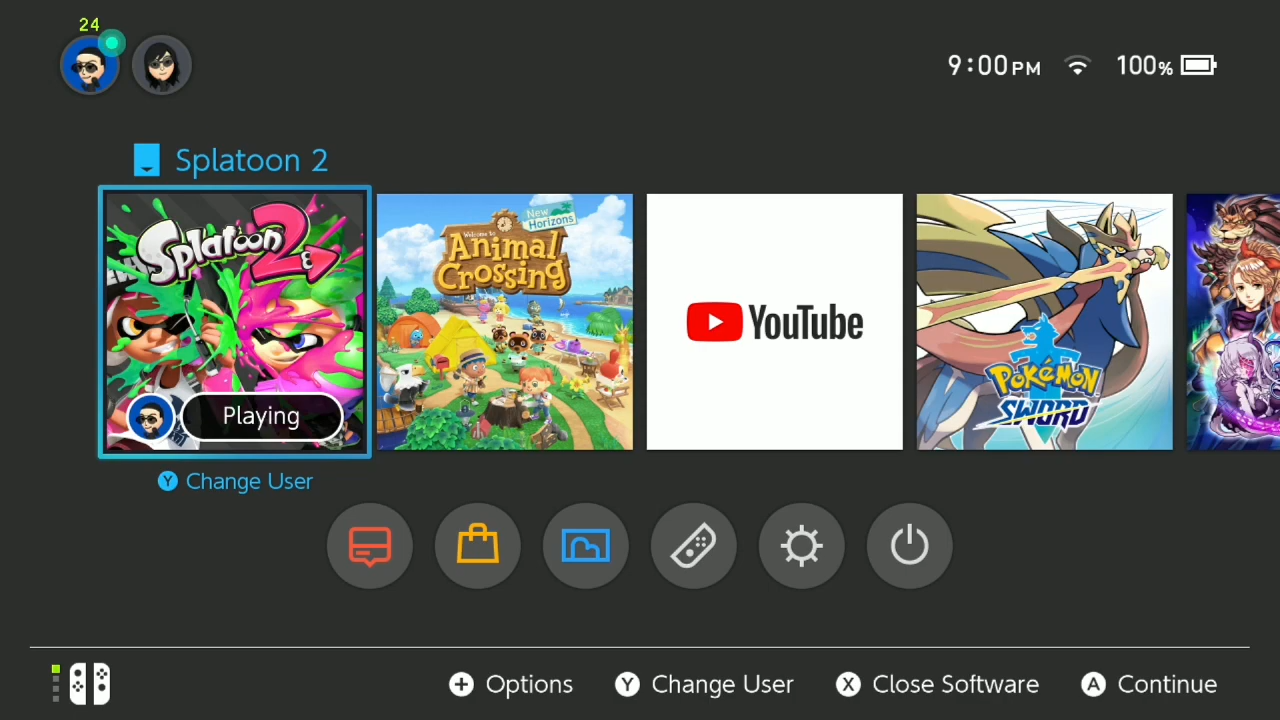 24
9:00PM 100%
Splatoon 2
Splatoon 2
New Horizons
Welcome to
Animal Crossing
YouTube
Pokémon
SWORD
Playing
Y Change User
+ Options Y Change User X Close Software A Continue